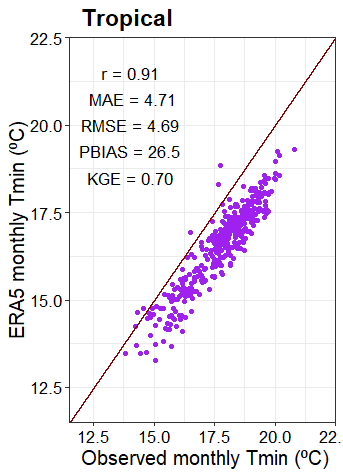 Tropical
r = 0.91
MAE = 4.71
RMSE = 4.69
PBIAS = 26.5
KGE = 0.70
ERA5 monthly Tmin (ºC)
22.5
20.0
17.5
15.0
12.5
12.5 15.0 17.5 20.0 22.
Observed monthly Tmin (ºC)